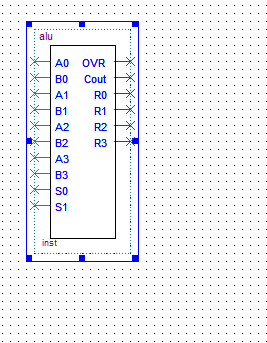 alu
A0 OVR
B0 Cout
A1 R0
B1 R1
A2 R2
B2 R3
A3
B3
S0
S1
inst